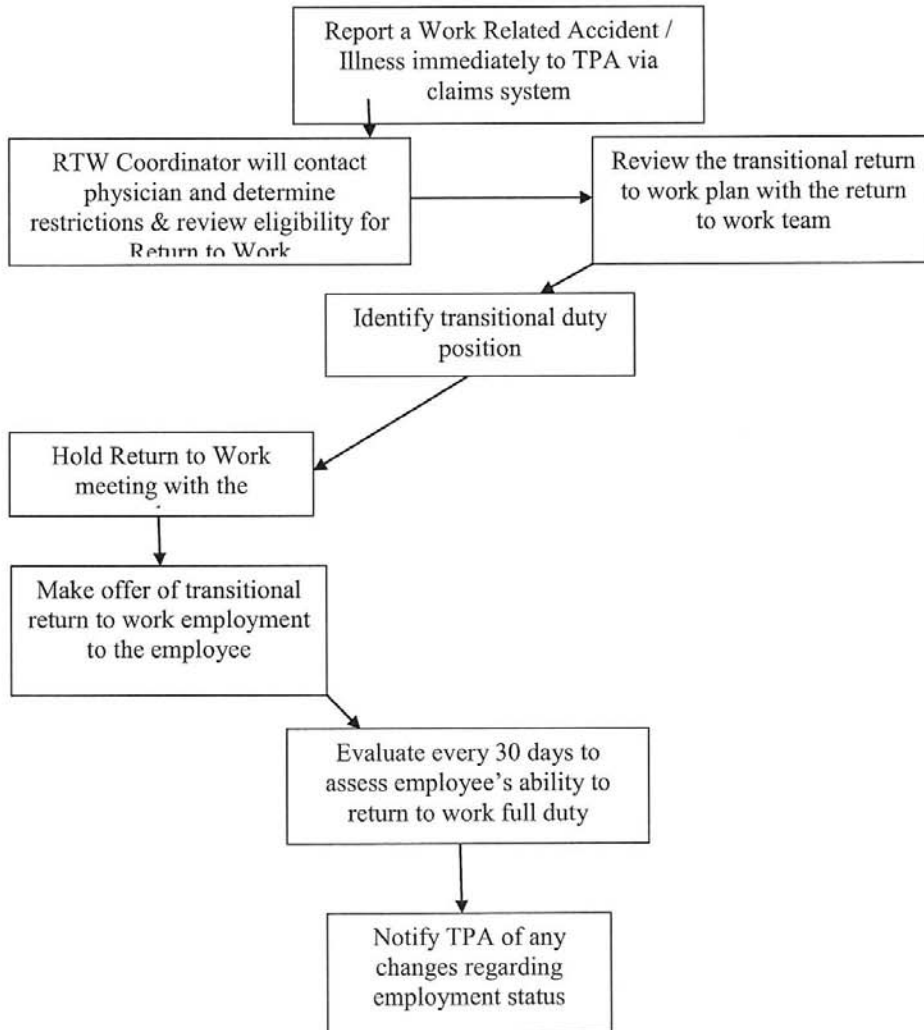 Report a Work Related Accident /
Illness immediately to TPA via
claims system
RTW Coordinator will contact
physician and determine
restrictions & review eligibility for
Return to Work
Review the transitional return
to work plan with the return
to work team
Identify transitional duty
position
Hold Return to Work
meeting with the
Make offer of transitional
return to work employment
to the employee
Evaluate every 30 days to
assess employee’s ability to
return to work full duty
Notify TPA of any
changes regarding
employment status